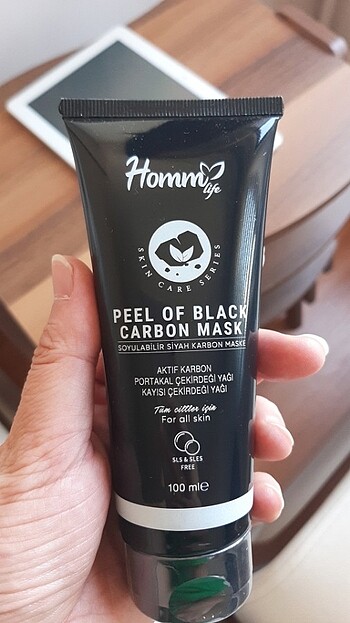 Homm
life
SKIN CARE SERIES
PEEL OF BLACK
CARBON MASK
SOYULABİLİR SİYAH KARBON MASKE
AKTİF KARBON
PORTAKAL ÇEKİRDEĞİ YAĞI
KAYISI ÇEKİRDEĞİ YAĞI
Tüm ciltler için
For all skin
SLS & SLES
FREE
100 ml℮